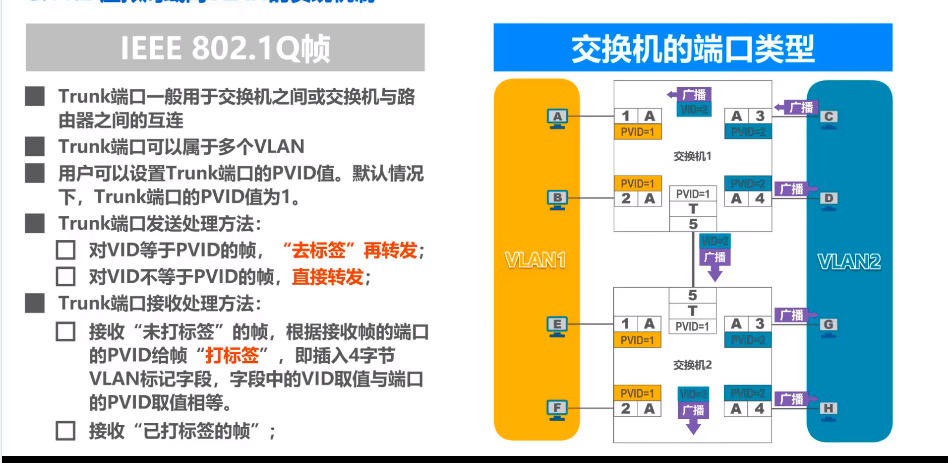 IEEE 802.1Q帧
Trunk端口一般用于交换机之间或交换机与路
由器之间的互连
Trunk端口可以属于多个VLAN
用户可以设置Trunk端口的PVID值。默认情况
下，Trunk端口的PVID值为1。
Trunk端口发送处理方法：
对VID等于PVID的帧，“去标签”再转发；
对VID不等于PVID的帧，直接转发；
Trunk端口接收处理方法：
接收“未打标签”的帧，根据接收帧的端口
的PVID给帧“打标签”，即插入4字节
VLAN标记字段，字段中的VID取值与端口
的PVID取值相等。
接收“已打标签的帧”；
交换机的端口类型
广播
VID=2
广播
A
1 A
A 3
C
PVID=1
PVID=2
交换机1
PVID=1
PVID=1
PVID=2
广播
B
2 A
T
A 4
D
5
VLAN1
VID=2
广播
VLAN2
5
T
广播
E
1 A
PVID=1
A 3
G
PVID=1
PVID=2
交换机2
PVID=1
VID=2
PVID=2
广播
F
2 A
广播
A 4
H